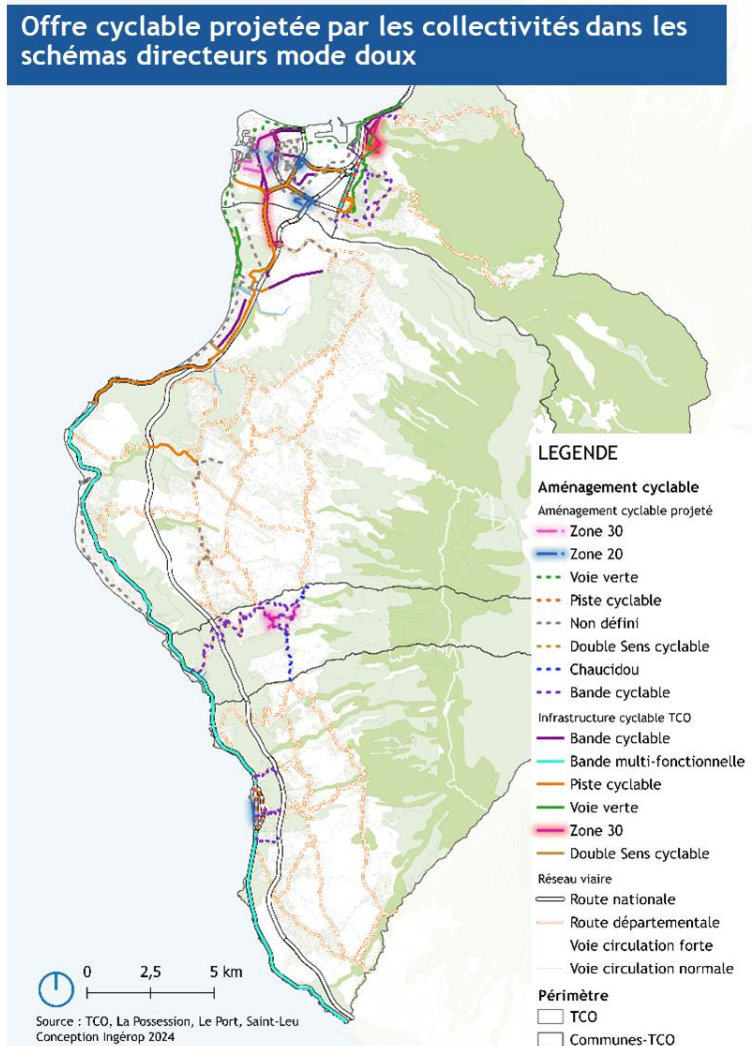 Offre cyclable projetée par les collectivités dans les
schémas directeurs mode doux
LEGENDE
Aménagement cyclable
Aménagement cyclable projeté
Zone 30
Zone 20
Voie verte
Piste cyclable
Non défini
Double Sens cyclable
Chaucidou
Bande cyclable
Infrastructure cyclable TCO
Bande cyclable
Bande multi-fonctionnelle
Piste cyclable
Voie verte
Zone 30
Double Sens cyclable
Réseau viaire
Route nationale
Route départementale
Voie circulation forte
Voie circulation normale
Périmètre
TCO
Communes-TCO
0 2,5 5 km
Source : TCO, La Possession, Le Port, Saint-Leu
Conception Ingérop 2024